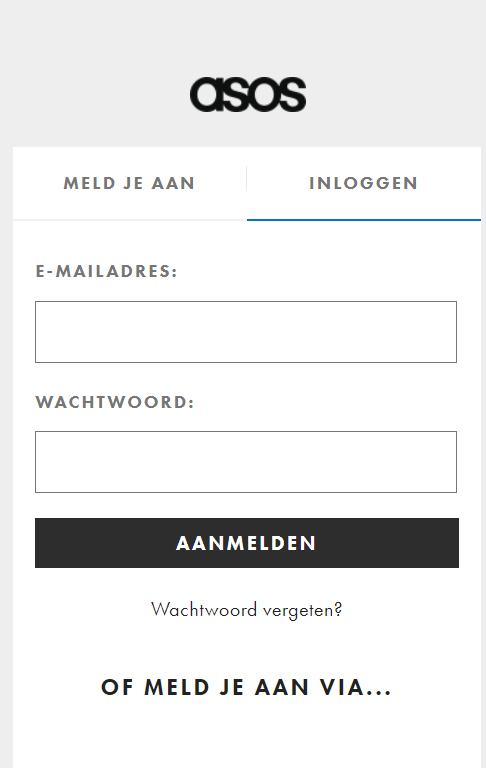 asos
MELD JE AAN
INLOGGEN
E-MAILADRES:
WACHTWOORD:
AANMELDEN
Wachtwoord vergeten?
OF MELD JE AAN VIA...